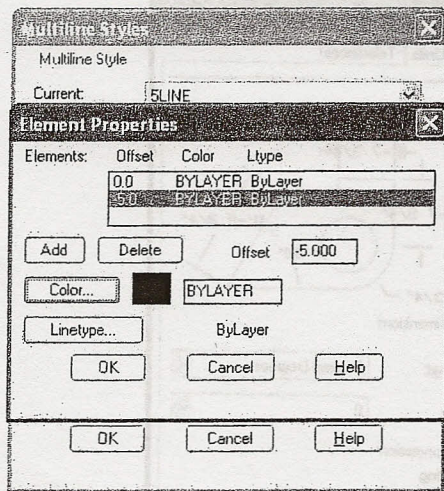 Multiline Styles
Multiline Style
Current: 5LINE
Element Properties
Elements: Offset Color Ltype
0.0 BYLAYER ByLayer
-5.0 BYLAYER ByLayer
Add Delete Offset -5.000
Color... BYLAYER
Linetype... ByLayer
OK Cancel Help
OK Cancel Help